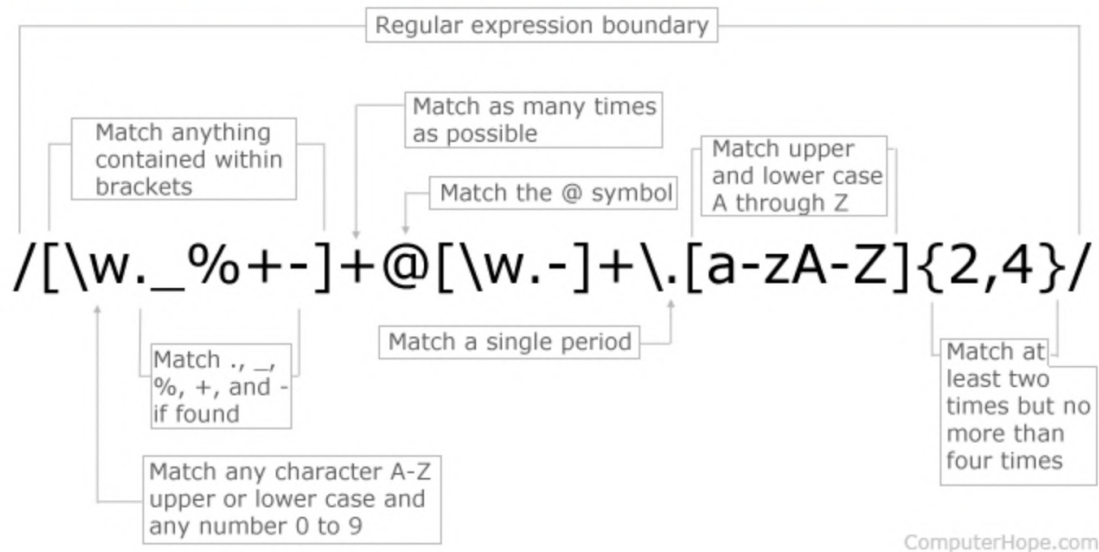 Regular expression boundary
Match as many times
as possible
Match anything
contained within
brackets
Match upper
and lower case
A through Z
Match the @ symbol
/[\w._%+-]+@[\w.-]+\.[a-zA-Z]{2,4}/
Match a single period
Match ., _,
%, +, and -
if found
Match at
least two
times but no
more than
four times
Match any character A-Z
upper or lower case and
any number 0 to 9
ComputerHope.com